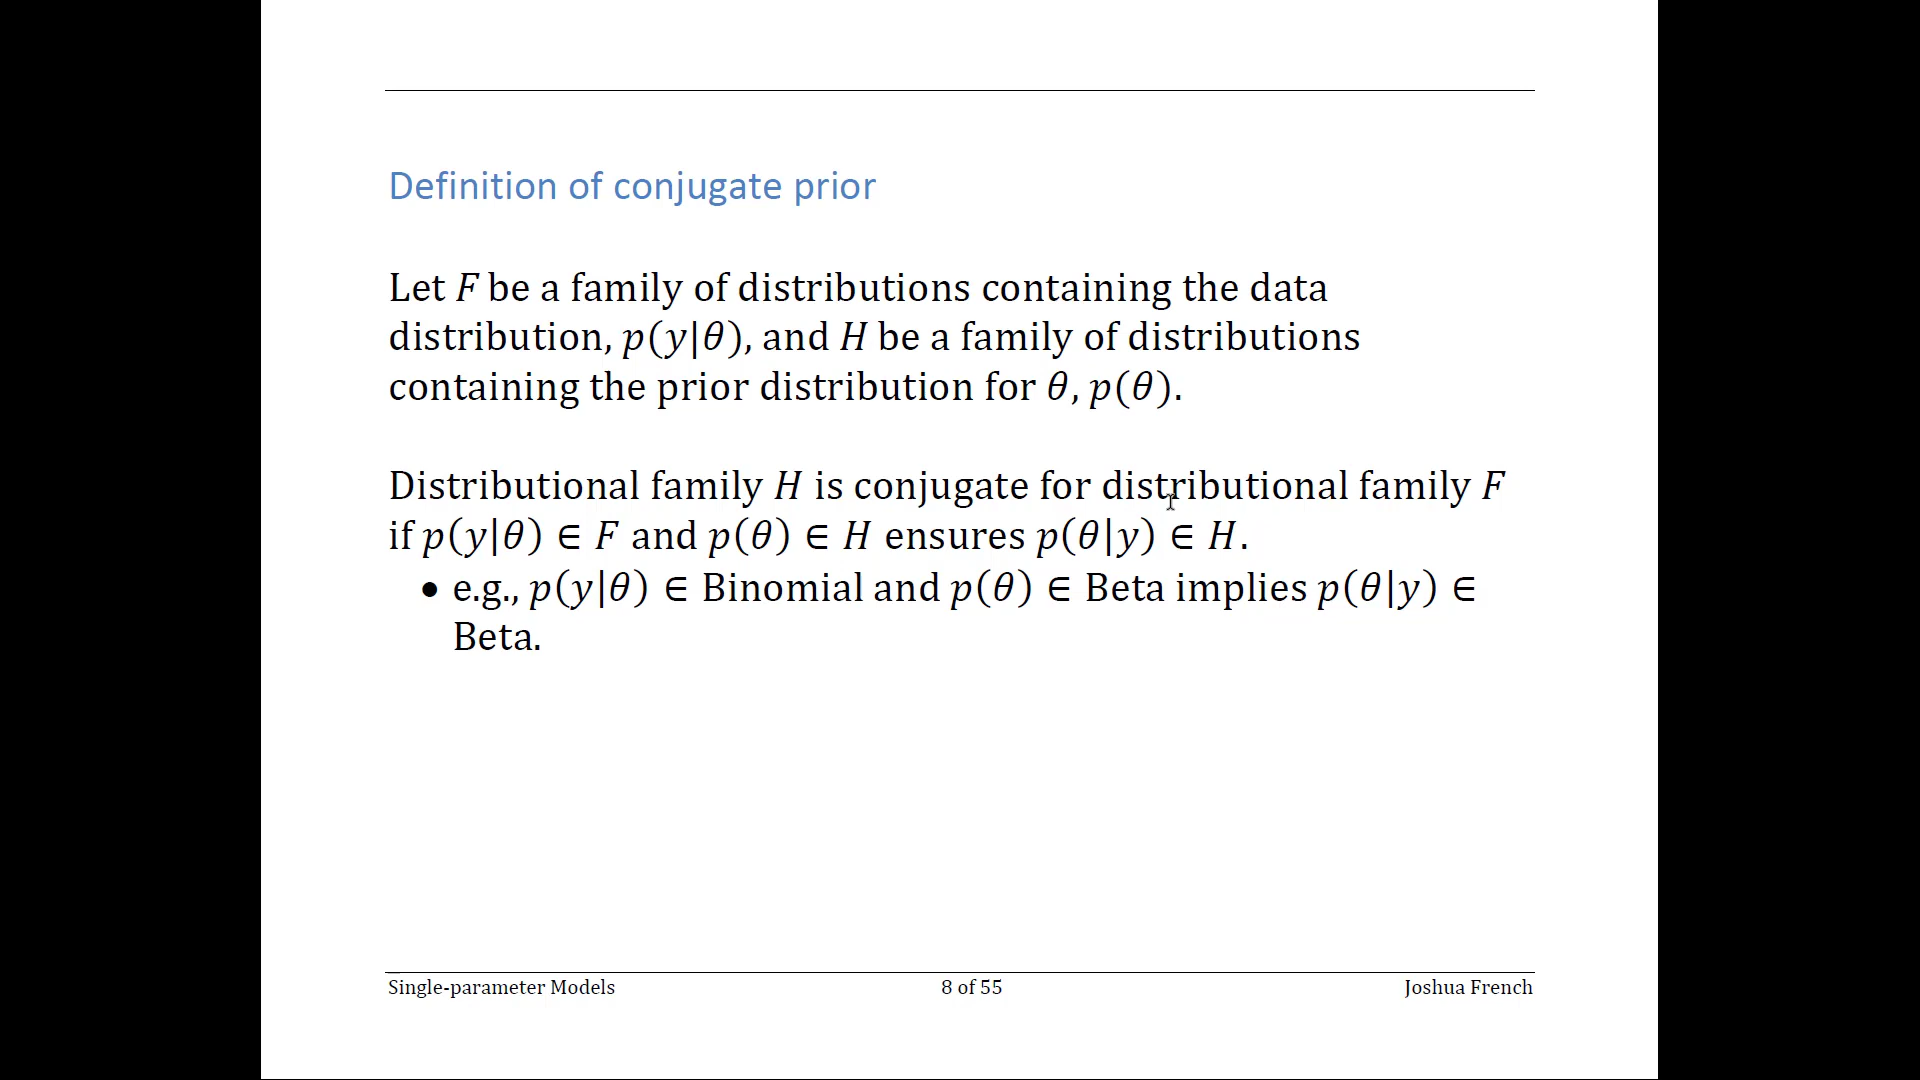 Definition of conjugate prior
Let F be a family of distributions containing the data
distribution, p(y|θ), and H be a family of distributions
containing the prior distribution for θ, p(θ).
Distributional family H is conjugate for distributional family F
if p(y|θ) ∈ F and p(θ) ∈ H ensures p(θ|y) ∈ H.
• e.g., p(y|θ) ∈ Binomial and p(θ) ∈ Beta implies p(θ|y) ∈
Beta.
Single-parameter Models 8 of 55 Joshua French